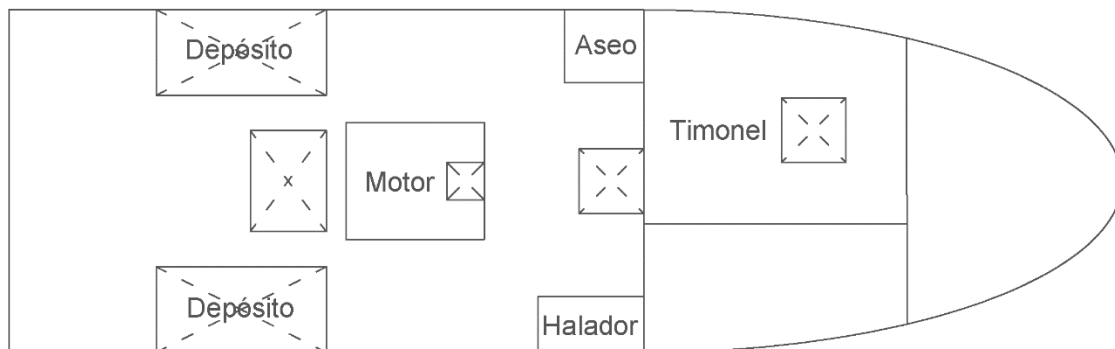 Depósito
Aseo
Timonel
Motor
Depósito
Halador